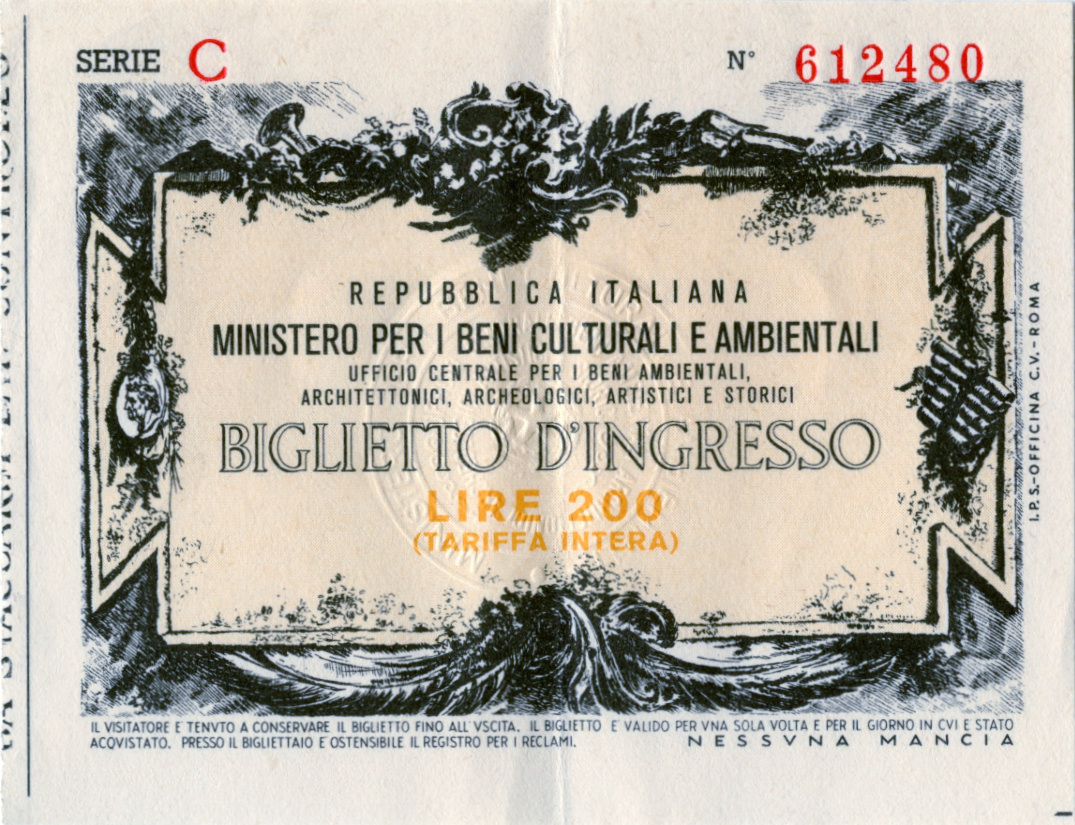 SERIE C
N° 612480
REPUBBLICA ITALIANA
MINISTERO PER I BENI CULTURALI E AMBIENTALI
UFFICIO CENTRALE PER I BENI AMBIENTALI,
ARCHITETTONICI, ARCHEOLOGICI, ARTISTICI E STORICI
BIGLIETTO D'INGRESSO
LIRE 200
(TARIFFA INTERA)
IL VISITATORE E' TENVTO A CONSERVARE IL BIGLIETTO FINO ALL'VSCITA. IL BIGLIETTO E' VALIDO PER VNA SOLA VOLTA E PER IL GIORNO IN CVI E' STATO
ACQVISTATO. PRESSO IL BIGLIETTAIO E' OSTENSIBILE IL REGISTRO PER I RECLAMI.
NESSVNA MANCIA
I.P.S.-OFFICINA C.V.-ROMA